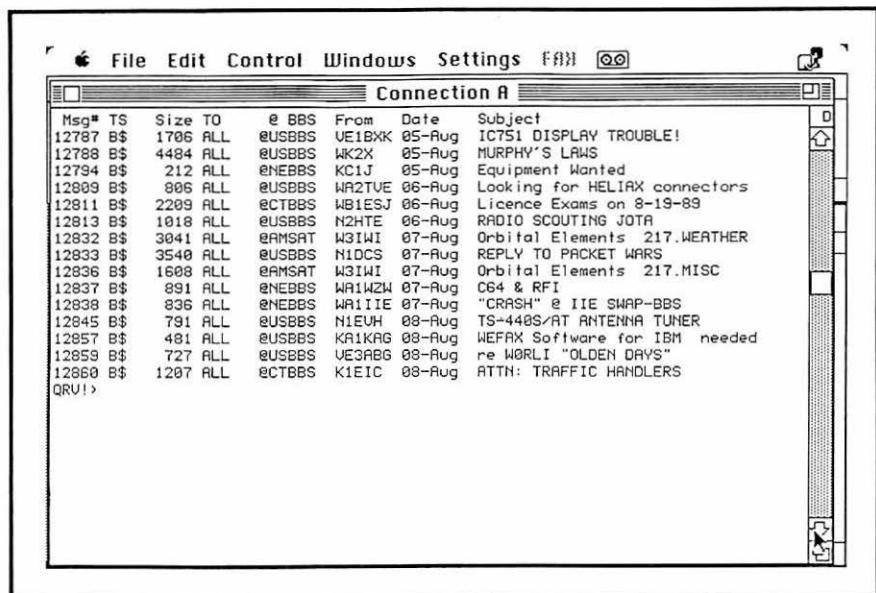 File Edit Control Windows Settings FAX
Connection A
Msg# TS Size TO @ BBS From Date Subject D
12787 B$ 1706 ALL @USBBS VE1BXK 05-Aug IC751 DISPLAY TROUBLE!
12788 B$ 4484 ALL @USBBS WK2X 05-Aug MURPHY'S LAWS
12794 B$ 212 ALL @NEBBS KC1J 05-Aug Equipment Wanted
12809 B$ 806 ALL @USBBS WA2TVE 06-Aug Looking for HELIAX connectors
12811 B$ 2209 ALL @CTBBS WB1ESJ 06-Aug Licence Exams on 8-19-89
12813 B$ 1018 ALL @USBBS N2HTE 06-Aug RADIO SCOUTING JOTA
12832 B$ 3041 ALL @AMSAT W3IWI 07-Aug Orbital Elements 217.WEATHER
12833 B$ 3540 ALL @USBBS N1DCS 07-Aug REPLY TO PACKET WARS
12836 B$ 1608 ALL @AMSAT W3IWI 07-Aug Orbital Elements 217.MISC
12837 B$ 891 ALL @NEBBS WA1WZW 07-Aug C64 & RFI
12838 B$ 836 ALL @NEBBS WA1IIE 07-Aug "CRASH" @ IIE SWAP-BBS
12845 B$ 791 ALL @USBBS N1EVH 08-Aug TS-440S/AT ANTENNA TUNER
12857 B$ 481 ALL @USBBS KA1KAG 08-Aug WEFAX Software for IBM needed
12859 B$ 727 ALL @USBBS VE3ABG 08-Aug re W0RLI "OLDEN DAYS"
12860 B$ 1207 ALL @CTBBS K1EIC 08-Aug ATTN: TRAFFIC HANDLERS
QRV!>